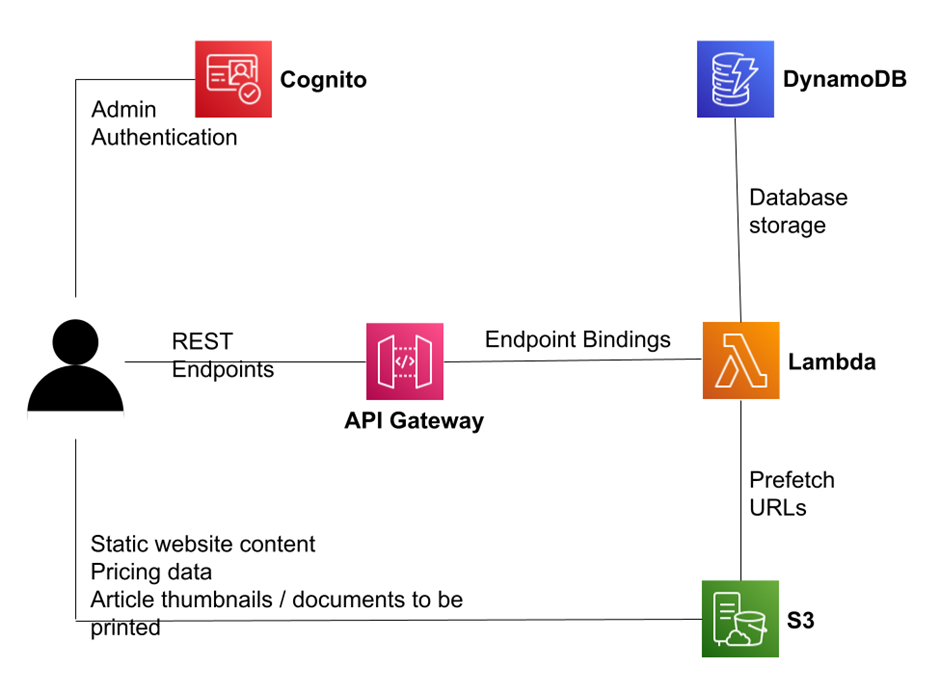 Cognito
DynamoDB
Admin
Authentication
Database
storage
REST
Endpoints
Endpoint Bindings
Lambda
API Gateway
Prefetch
URLs
Static website content
Pricing data
Article thumbnails / documents to be
printed
S3